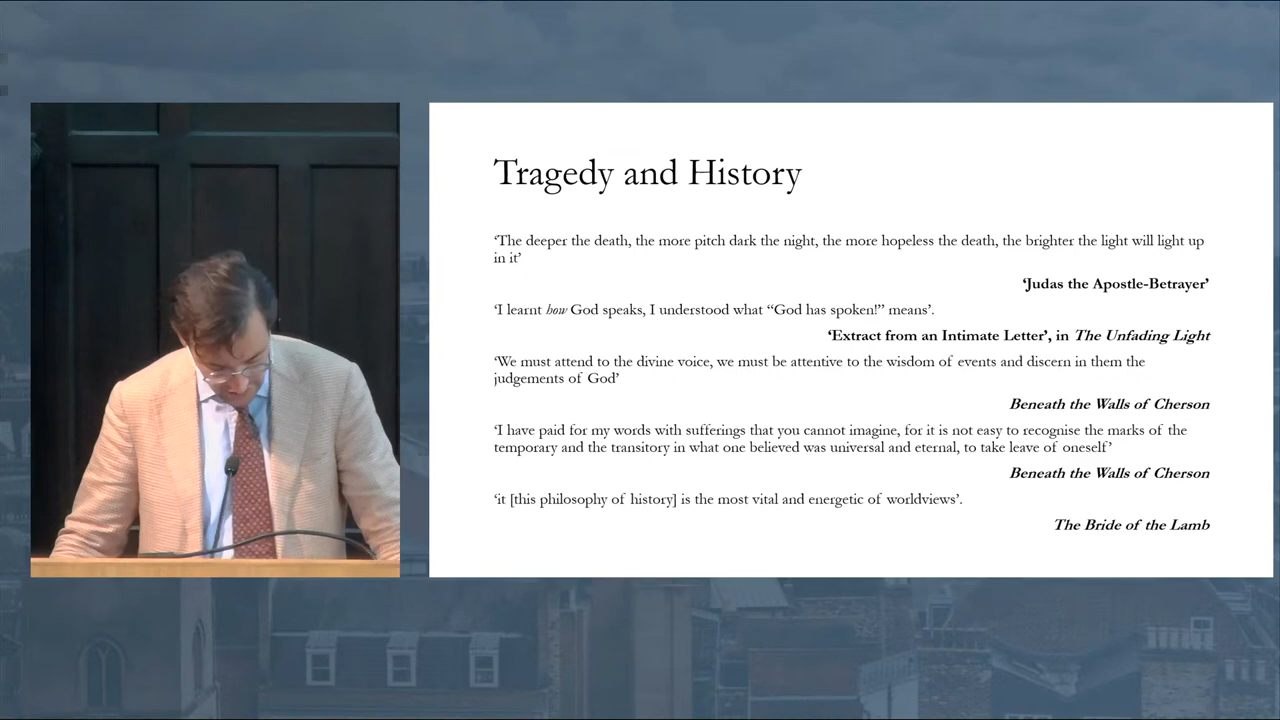 Tragedy and History
‘The deeper the death, the more pitch dark the night, the more hopeless the death, the brighter the light will light up
in it’
‘Judas the Apostle-Betrayer’
‘I learnt how God speaks, I understood what “God has spoken!” means’.
‘Extract from an Intimate Letter’, in The Unfading Light
‘We must attend to the divine voice, we must be attentive to the wisdom of events and discern in them the
judgements of God’
Beneath the Walls of Cherson
‘I have paid for my words with sufferings that you cannot imagine, for it is not easy to recognise the marks of the
temporary and the transitory in what one believed was universal and eternal, to take leave of oneself’
Beneath the Walls of Cherson
‘it [this philosophy of history] is the most vital and energetic of worldviews’.
The Bride of the Lamb